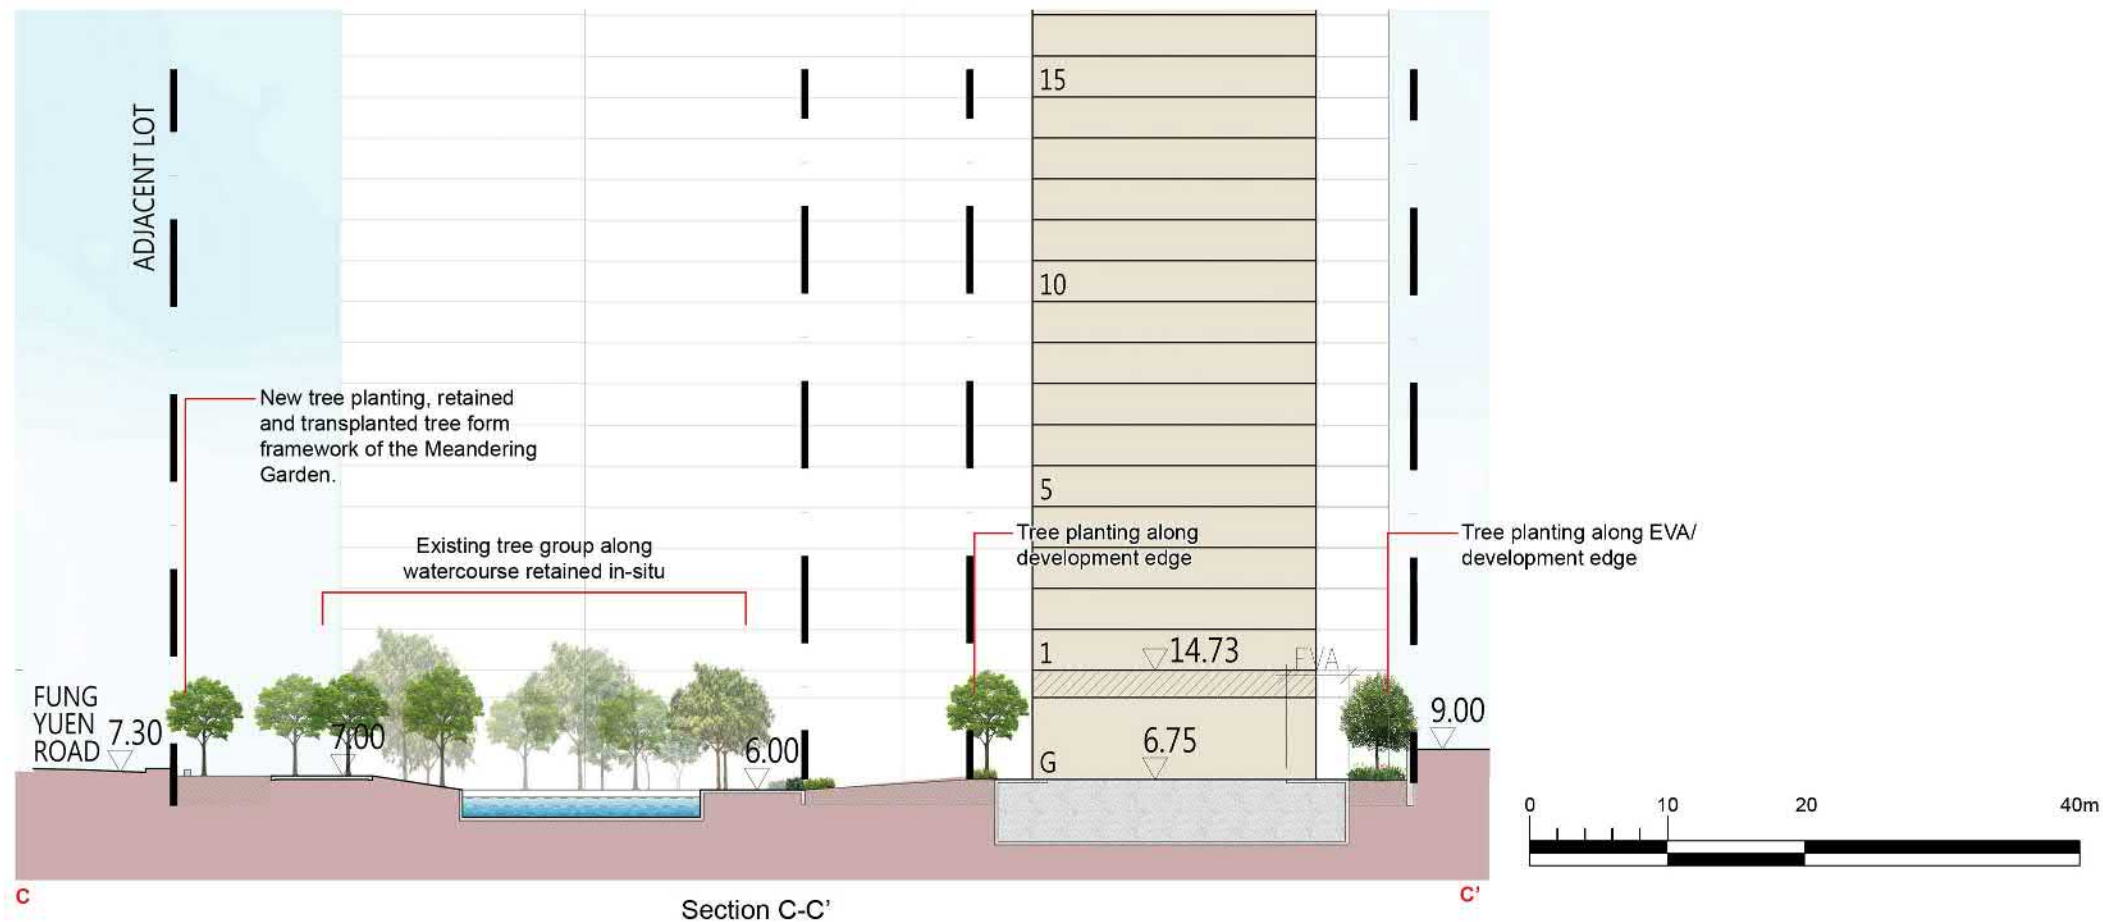 15
ADJACENT LOT
10
New tree planting, retained
and transplanted tree form
framework of the Meandering
Garden.
5
Existing tree group along
watercourse retained in-situ
Tree planting along
development edge
Tree planting along EVA/
development edge
1
14.73
EVA
FUNG
YUEN
ROAD
7.30
7.00
6.00
G
6.75
9.00
0
10
20
40m
C
C'
Section C-C'